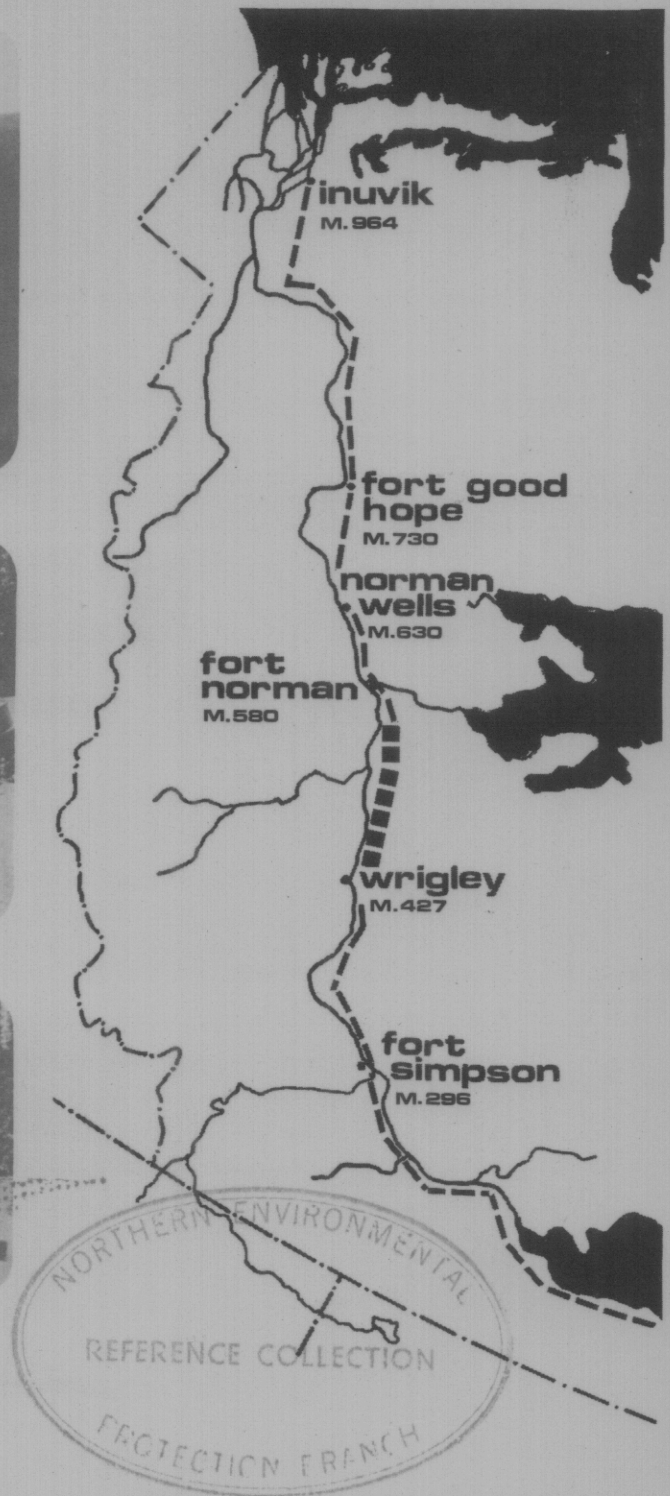 inuvik
M.964
fort good
hope
M.730
norman
wells
M.630
fort
norman
M.580
wrigley
M.427
fort
simpson
M.296
NORTHERN ENVIRONMENTAL
REFERENCE COLLECTION
PROTECTION BRANCH